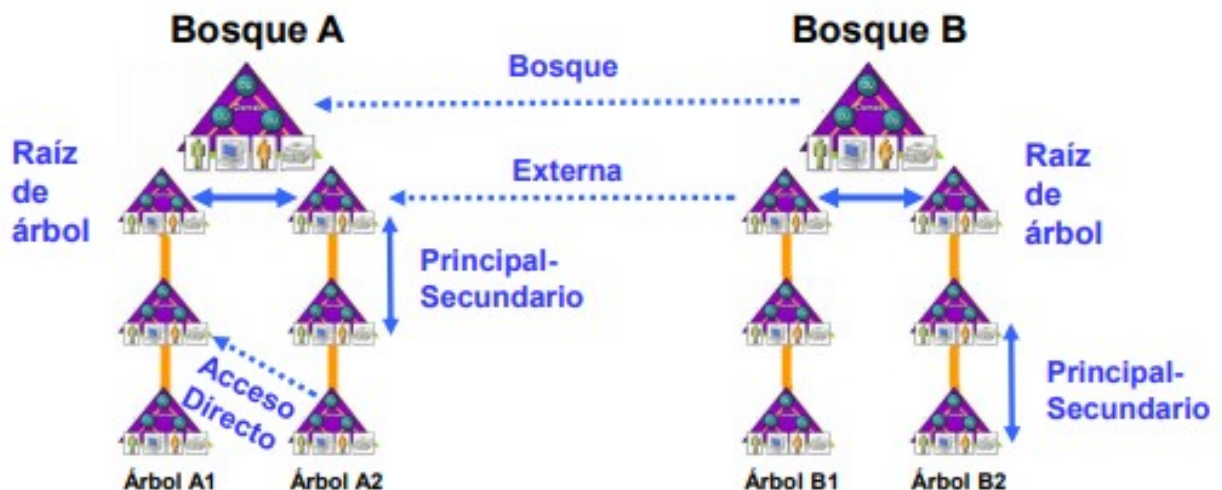 Bosque A
Bosque B
Bosque
Raíz
de
árbol
Externa
Raíz
de
árbol
Principal-
Secundario
Acceso
Directo
Principal-
Secundario
Árbol A1
Árbol A2
Árbol B1
Árbol B2